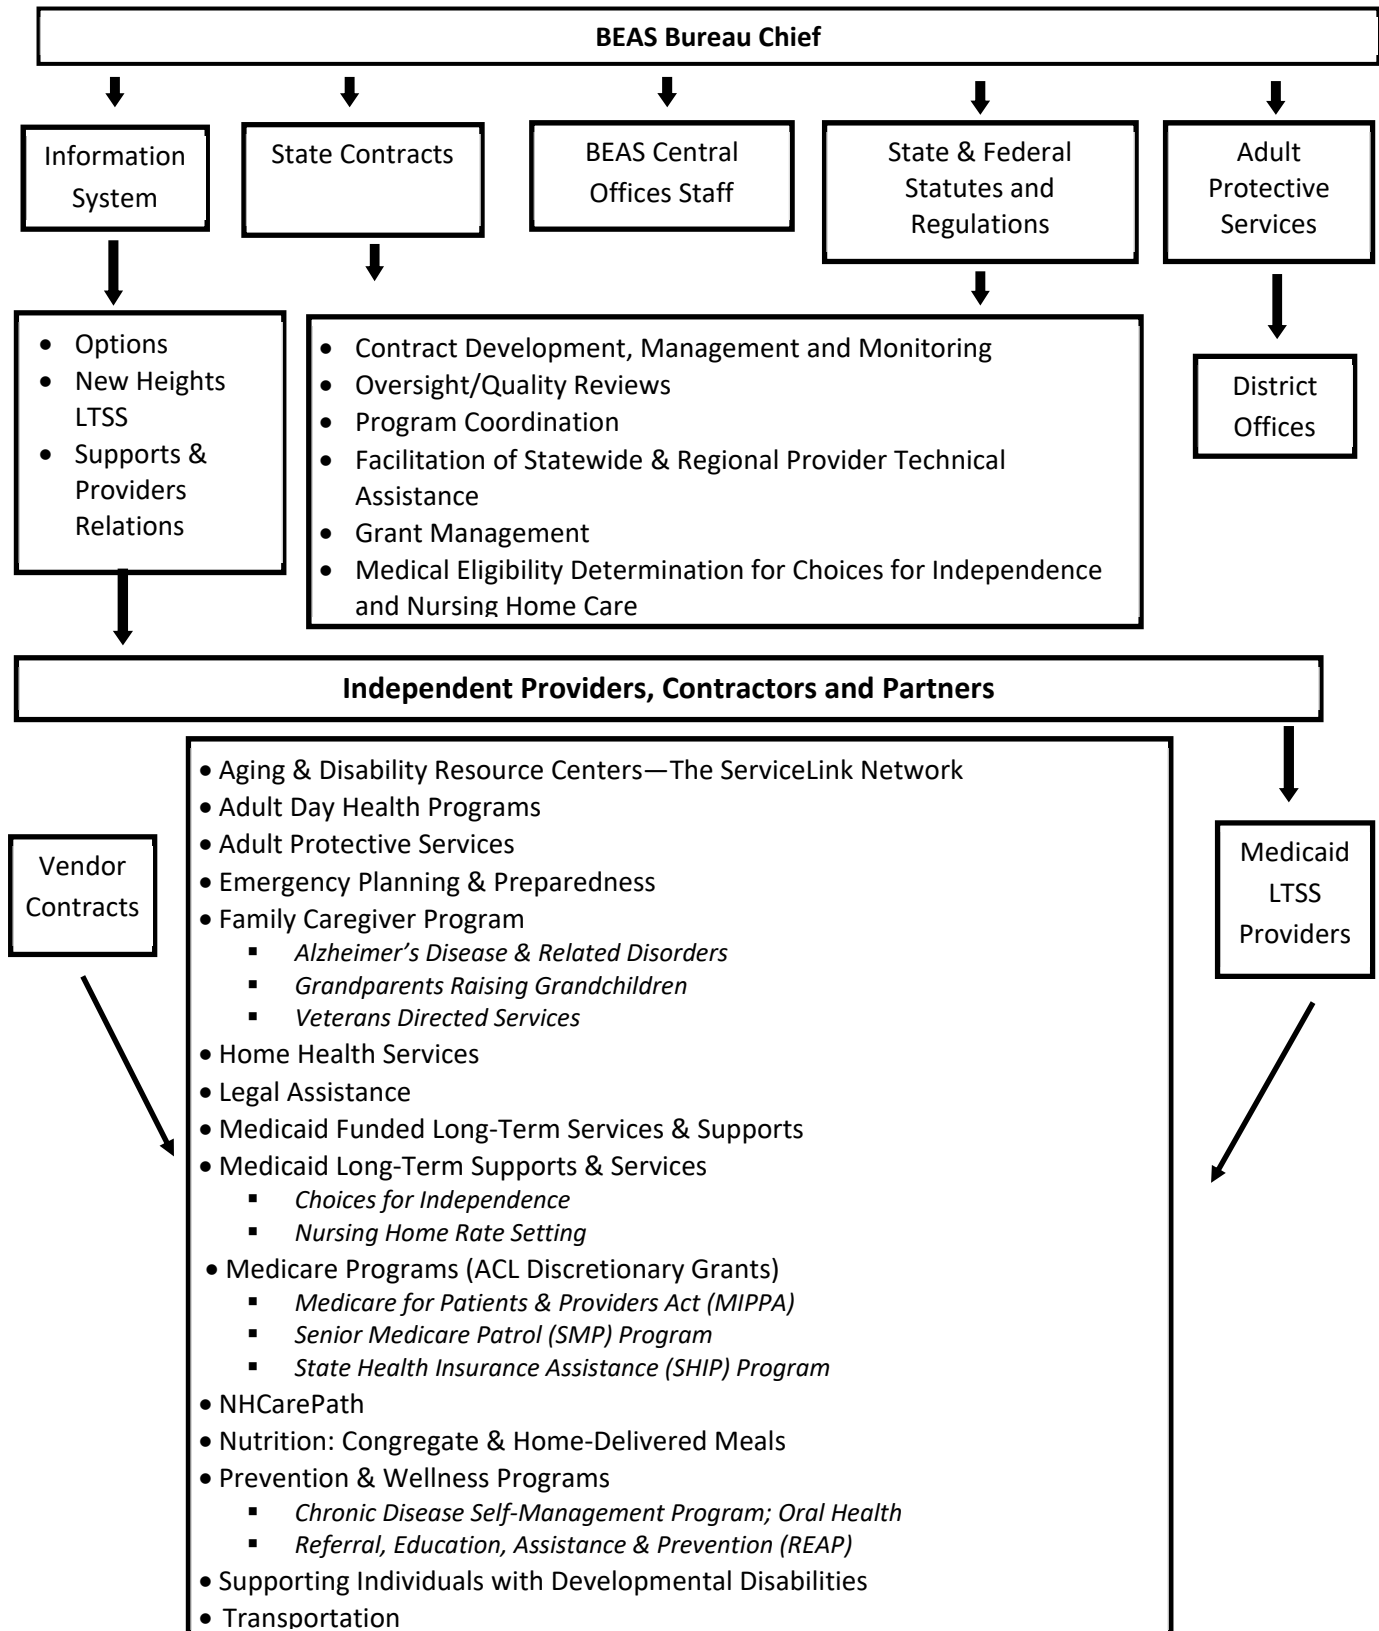 BEAS Bureau Chief
Information
System
State Contracts
BEAS Central
Offices Staff
State & Federal
Statutes and
Regulations
Adult
Protective
Services
• Options
• New Heights
LTSS
• Supports &
Providers
Relations
• Contract Development, Management and Monitoring
• Oversight/Quality Reviews
• Program Coordination
• Facilitation of Statewide & Regional Provider Technical
Assistance
• Grant Management
• Medical Eligibility Determination for Choices for Independence
and Nursing Home Care
District
Offices
Independent Providers, Contractors and Partners
Vendor
Contracts
• Aging & Disability Resource Centers—The ServiceLink Network
• Adult Day Health Programs
• Adult Protective Services
• Emergency Planning & Preparedness
• Family Caregiver Program
▪ Alzheimer’s Disease & Related Disorders
▪ Grandparents Raising Grandchildren
▪ Veterans Directed Services
• Home Health Services
• Legal Assistance
• Medicaid Funded Long-Term Services & Supports
• Medicaid Long-Term Supports & Services
▪ Choices for Independence
▪ Nursing Home Rate Setting
• Medicare Programs (ACL Discretionary Grants)
▪ Medicare for Patients & Providers Act (MIPPA)
▪ Senior Medicare Patrol (SMP) Program
▪ State Health Insurance Assistance (SHIP) Program
• NHCarePath
• Nutrition: Congregate & Home-Delivered Meals
• Prevention & Wellness Programs
▪ Chronic Disease Self-Management Program; Oral Health
▪ Referral, Education, Assistance & Prevention (REAP)
• Supporting Individuals with Developmental Disabilities
• Transportation
Medicaid
LTSS
Providers